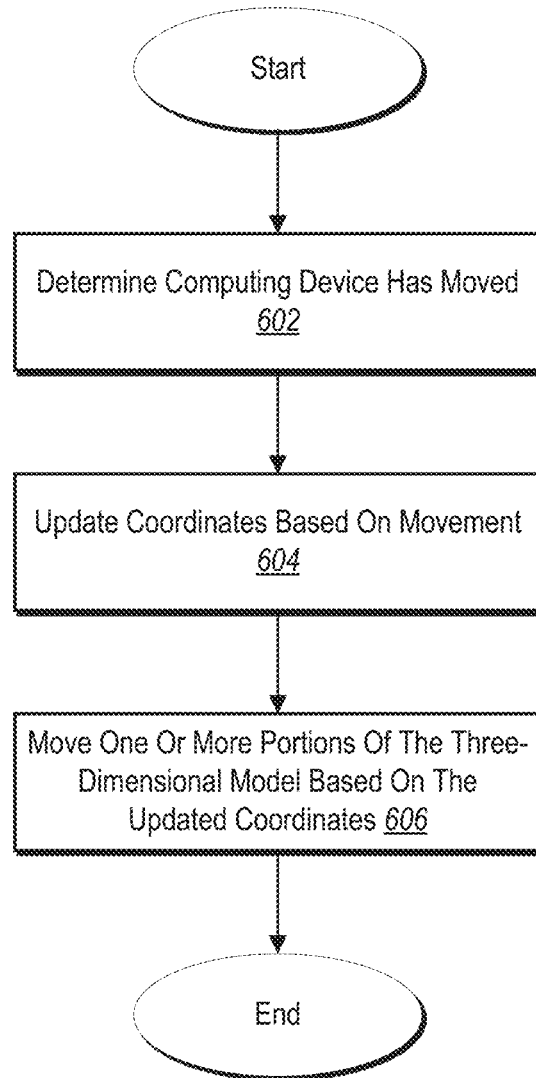 Start
Determine Computing Device Has Moved
602
Update Coordinates Based On Movement
604
Move One Or More Portions Of The Three-
Dimensional Model Based On The
Updated Coordinates 606
End